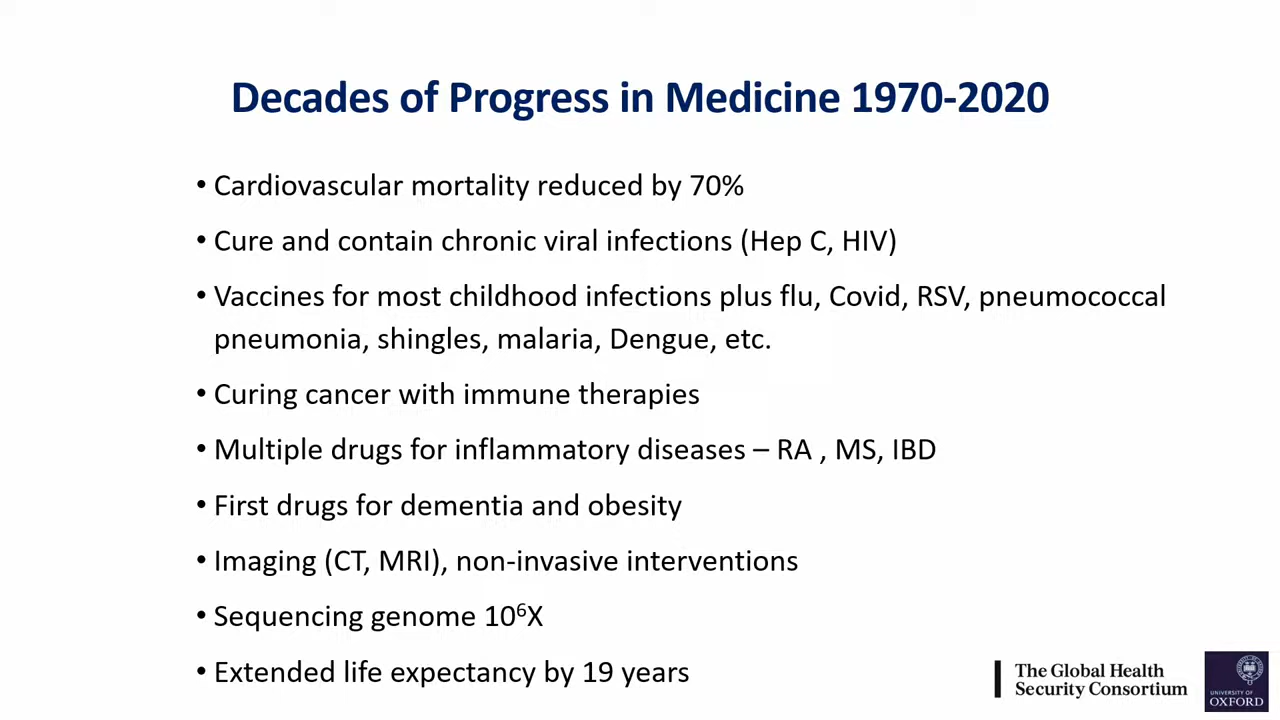 Decades of Progress in Medicine 1970-2020
• Cardiovascular mortality reduced by 70%
• Cure and contain chronic viral infections (Hep C, HIV)
• Vaccines for most childhood infections plus flu, Covid, RSV, pneumococcal
pneumonia, shingles, malaria, Dengue, etc.
• Curing cancer with immune therapies
• Multiple drugs for inflammatory diseases – RA , MS, IBD
• First drugs for dementia and obesity
• Imaging (CT, MRI), non-invasive interventions
• Sequencing genome 10⁶X
• Extended life expectancy by 19 years
The Global Health
Security Consortium
UNIVERSITY OF
OXFORD